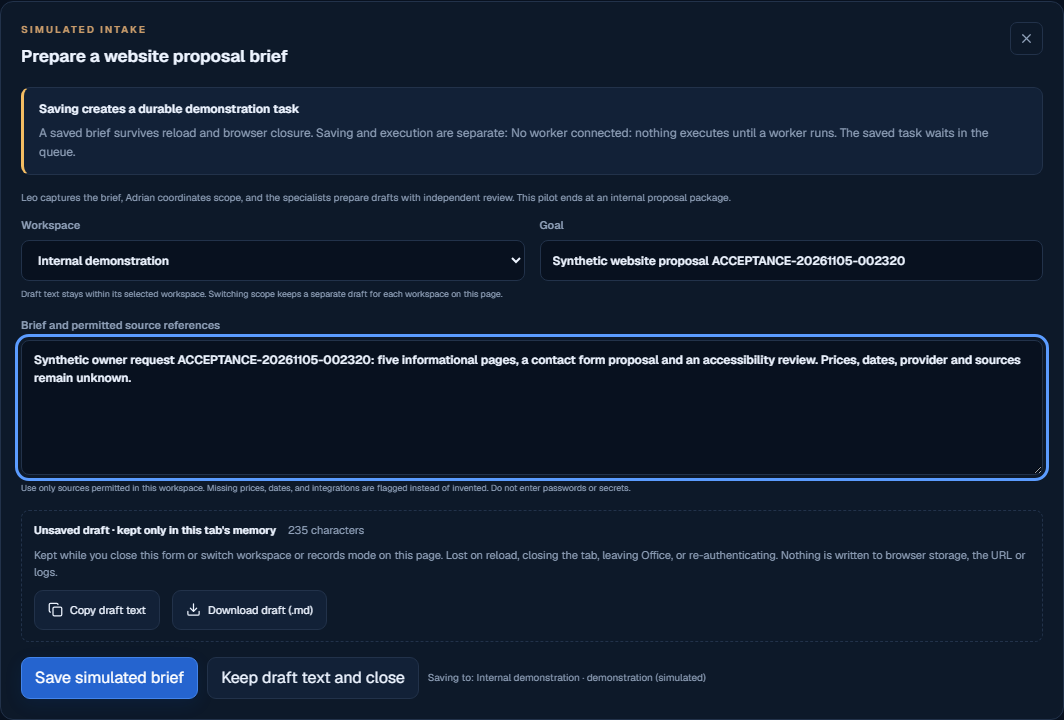 SIMULATED INTAKE
Prepare a website proposal brief
Saving creates a durable demonstration task
A saved brief survives reload and browser closure. Saving and execution are separate: No worker connected: nothing executes until a worker runs. The saved task waits in the
queue.
Leo captures the brief, Adrian coordinates scope, and the specialists prepare drafts with independent review. This pilot ends at an internal proposal package.
Workspace
Goal
Internal demonstration
Synthetic website proposal ACCEPTANCE-20261105-002320
Draft text stays within its selected workspace. Switching scope keeps a separate draft for each workspace on this page.
Brief and permitted source references
Synthetic owner request ACCEPTANCE-20261105-002320: five informational pages, a contact form proposal and an accessibility review. Prices, dates, provider and sources
remain unknown.
Use only sources permitted in this workspace. Missing prices, dates, and integrations are flagged instead of invented. Do not enter passwords or secrets.
Unsaved draft · kept only in this tab's memory 235 characters
Kept while you close this form or switch workspace or records mode on this page. Lost on reload, closing the tab, leaving Office, or re-authenticating. Nothing is written to browser storage, the URL or
logs.
Copy draft text
Download draft (.md)
Save simulated brief
Keep draft text and close
Saving to: Internal demonstration · demonstration (simulated)